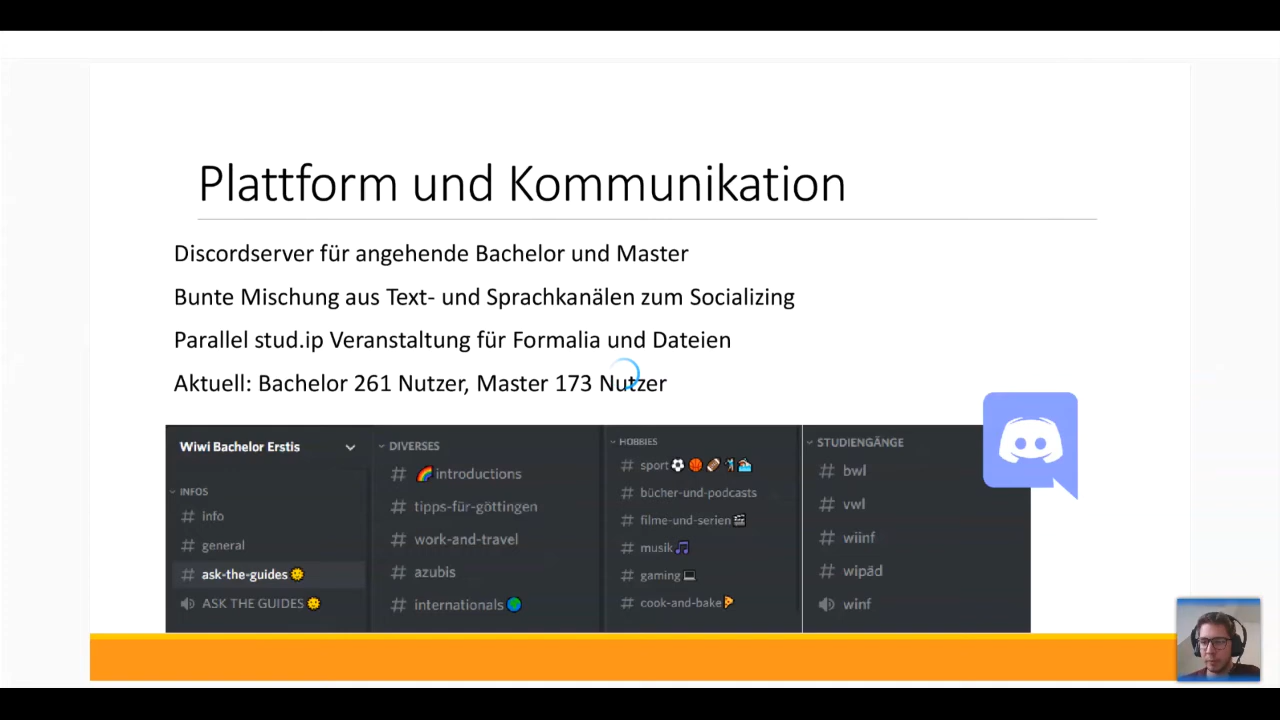 Plattform und Kommunikation
Discordserver für angehende Bachelor und Master
Bunte Mischung aus Text- und Sprachkanälen zum Socializing
Parallel stud.ip Veranstaltung für Formalia und Dateien
Aktuell: Bachelor 261 Nutzer, Master 173 Nutzer
Wiwi Bachelor Erstis
INFOS
# info
# general
# ask-the-guides 🌞
ASK THE GUIDES 🌞
DIVERSES
# 🌈introductions
# tipps-für-göttingen
# work-and-travel
# azubis
# internationals🌍
HOBBIES
# sport⚽🏀🏈🏌🏊
# bücher-und-podcasts
# filme-und-serien🎬
# musik🎵
# gaming💻
# cook-and-bake🍕
STUDIENGÄNGE
# bwl
# vwl
# wiinf
# wipäd
winf